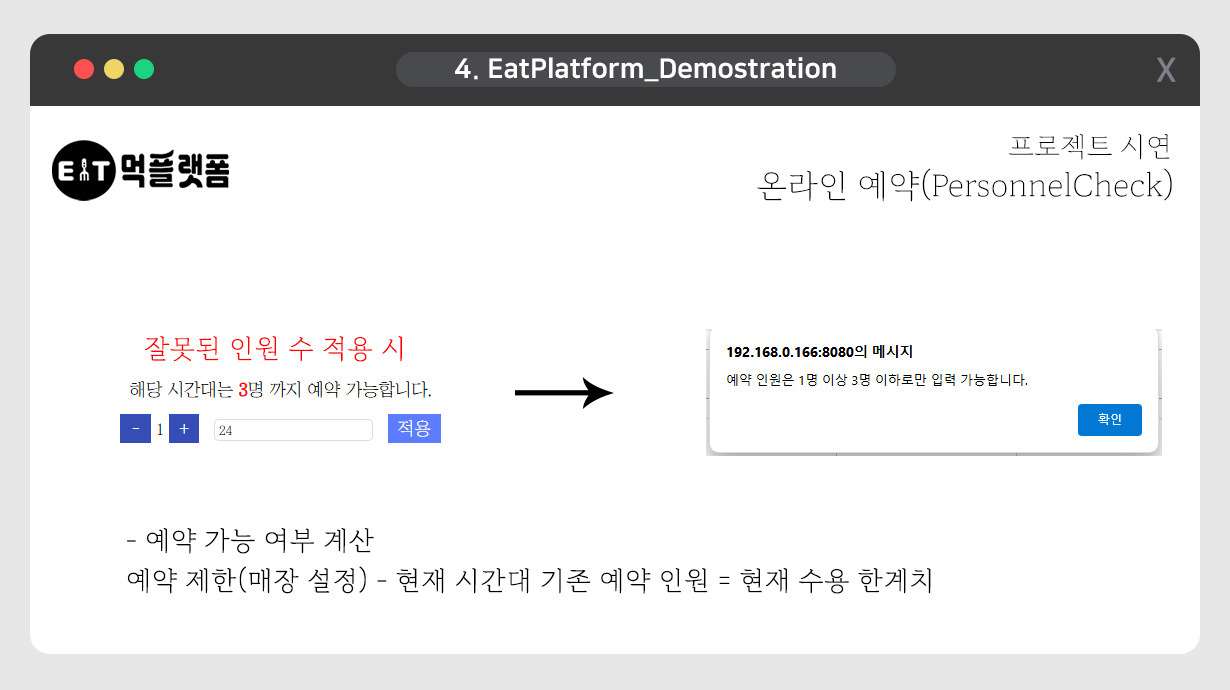 4. EatPlatform_Demostration
X
EAT 먹플랫폼
프로젝트 시연
온라인 예약(PersonnelCheck)
잘못된 인원 수 적용 시
해당 시간대는 3명 까지 예약 가능합니다.
- 1 + 24 적용
192.168.0.166:8080의 메시지
예약 인원은 1명 이상 3명 이하로만 입력 가능합니다.
확인
- 예약 가능 여부 계산
예약 제한(매장 설정) - 현재 시간대 기존 예약 인원 = 현재 수용 한계치